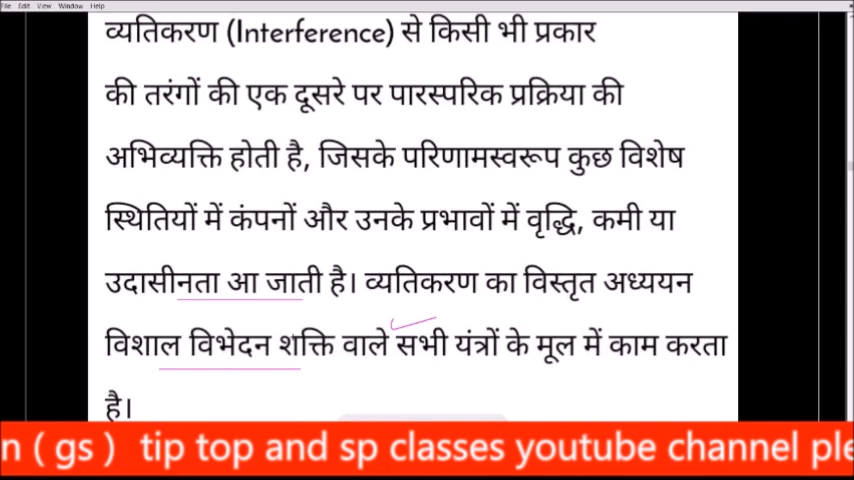 File Edit View Window Help
व्यतिकरण (Interference) से किसी भी प्रकार
की तरंगों की एक दूसरे पर पारस्परिक प्रक्रिया की
अभिव्यक्ति होती है, जिसके परिणामस्वरूप कुछ विशेष
स्थितियों में कंपनों और उनके प्रभावों में वृद्धि, कमी या
उदासीनता आ जाती है। व्यतिकरण का विस्तृत अध्ययन
विशाल विभेदन शक्ति वाले सभी यंत्रों के मूल में काम करता
है।
n ( gs ) tip top and sp classes youtube channel ple